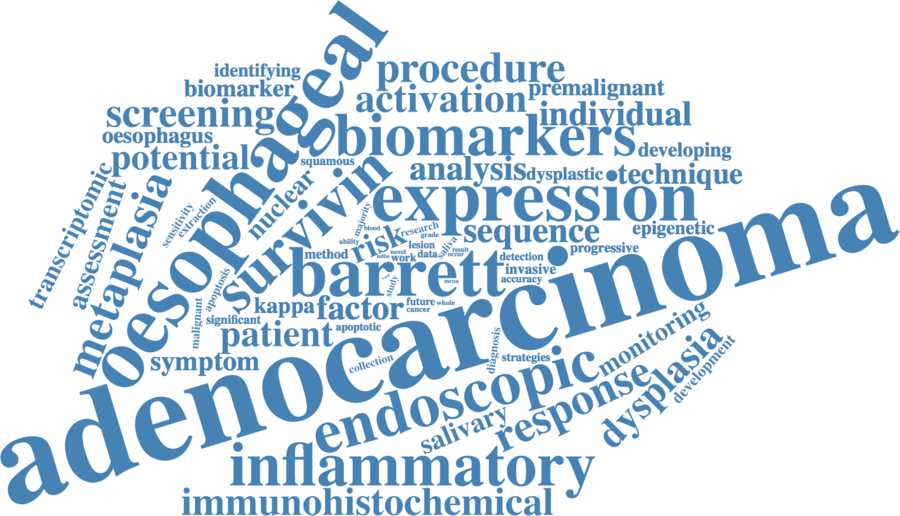 identifying
procedure
biomarker
premalignant
screening
activation
individual
oesophageal
oesophagus
biomarkers
developing
potential
squamous
analysis
dysplastic
technique
transcriptomic
assessment
metaplasia
sensitivity
extraction
nuclear
survivin
expression
majority
blood
research
grade
sequence
epigenetic
ability
risk
lesion
saliva
progressive
method
novel
work
data
result
occur
detection
barrett
study
mrna
invasive
accuracy
apoptosis
malignant
kappa
factor
future
whole
cancer
significant
patient
apoptotic
adenocarcinoma
symptom
collection
diagnosis
strategies
monitoring
endoscopic
response
dysplasia
development
salivary
inflammatory
immunohistochemical